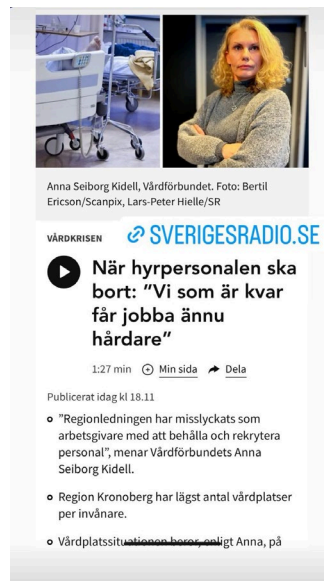 Anna Seiborg Kidell, Vårdförbundet. Foto: Bertil
Ericson/Scanpix, Lars-Peter Hielle/SR
VÅRDKRISEN
SVERIGESRADIO.SE
När hyrpersonalen ska
bort: ”Vi som är kvar
får jobba ännu
hårdare”
1:27 min Min sida Dela
Publicerat idag kl 18.11
”Regionledningen har misslyckats som
arbetsgivare med att behålla och rekrytera
personal”, menar Vårdförbundets Anna
Seiborg Kidell.
Region Kronoberg har lägst antal vårdplatser
per invånare.
Vårdplatssituationen beror, enligt Anna, på